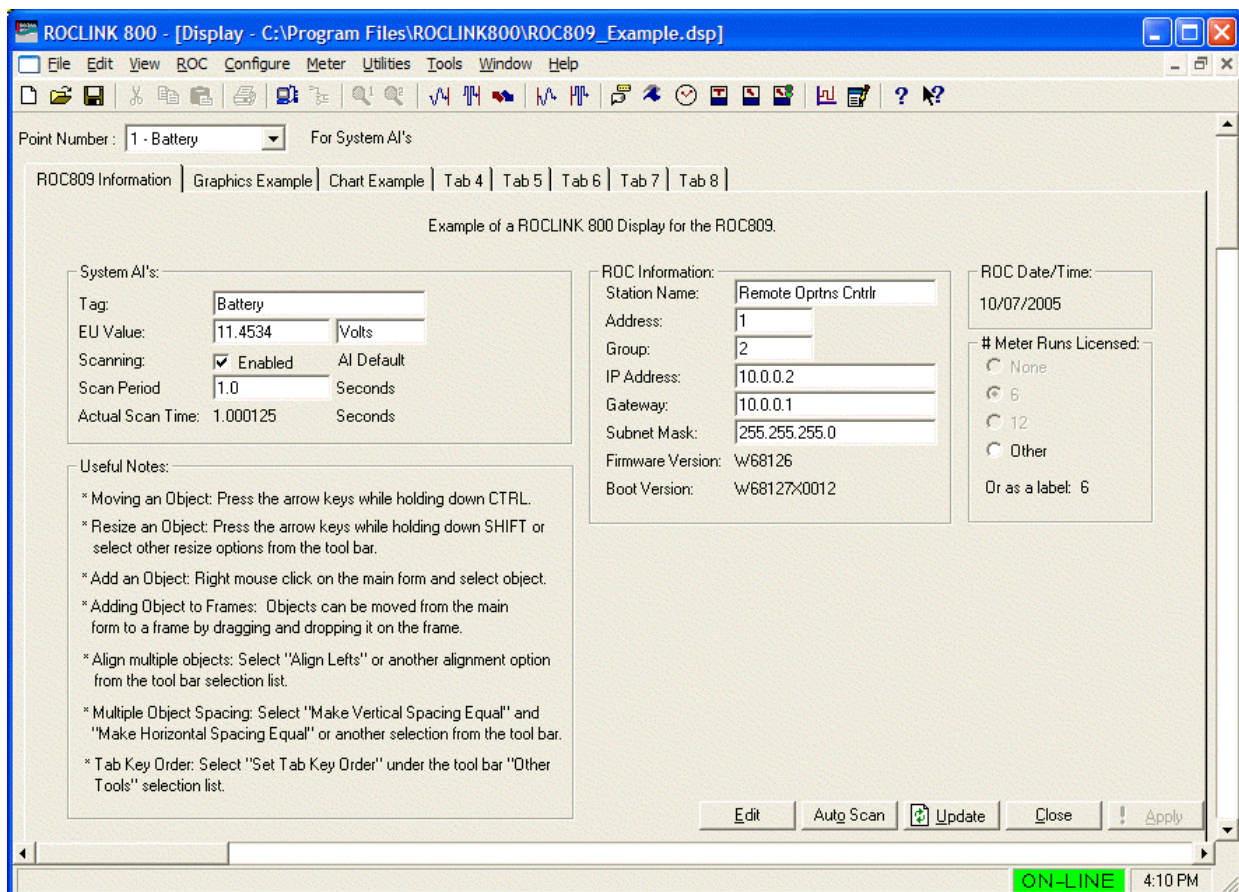 ROCLINK 800 - [Display - C:\Program Files\ROCLINK800\ROC809_Example.dsp]
File Edit View ROC Configure Meter Utilities Tools Window Help
Point Number : 1 - Battery For System AI's
ROC809 Information Graphics Example Chart Example Tab 4 Tab 5 Tab 6 Tab 7 Tab 8
Example of a ROCLINK 800 Display for the ROC809.
System AI's:
Tag: Battery
EU Value: 11.4534 Volts
Scanning: Enabled AI Default
Scan Period 1.0 Seconds
Actual Scan Time: 1.000125 Seconds
Useful Notes:
* Moving an Object: Press the arrow keys while holding down CTRL.
* Resize an Object: Press the arrow keys while holding down SHIFT or
select other resize options from the tool bar.
* Add an Object: Right mouse click on the main form and select object.
* Adding Object to Frames: Objects can be moved from the main
form to a frame by dragging and dropping it on the frame.
* Align multiple objects: Select "Align Lefts" or another alignment option
from the tool bar selection list.
* Multiple Object Spacing: Select "Make Vertical Spacing Equal" and
"Make Horizontal Spacing Equal" or another selection from the tool bar.
* Tab Key Order: Select "Set Tab Key Order" under the tool bar "Other
Tools" selection list.
ROC Information:
Station Name: Remote Oprtns Cntrlr
Address: 1
Group: 2
IP Address: 10.0.0.2
Gateway: 10.0.0.1
Subnet Mask: 255.255.255.0
Firmware Version: W68126
Boot Version: W68127X0012
ROC Date/Time:
10/07/2005
# Meter Runs Licensed:
None
6
12
Other
Or as a label: 6
Edit Auto Scan Update Close ! Apply
ON-LINE 4:10 PM